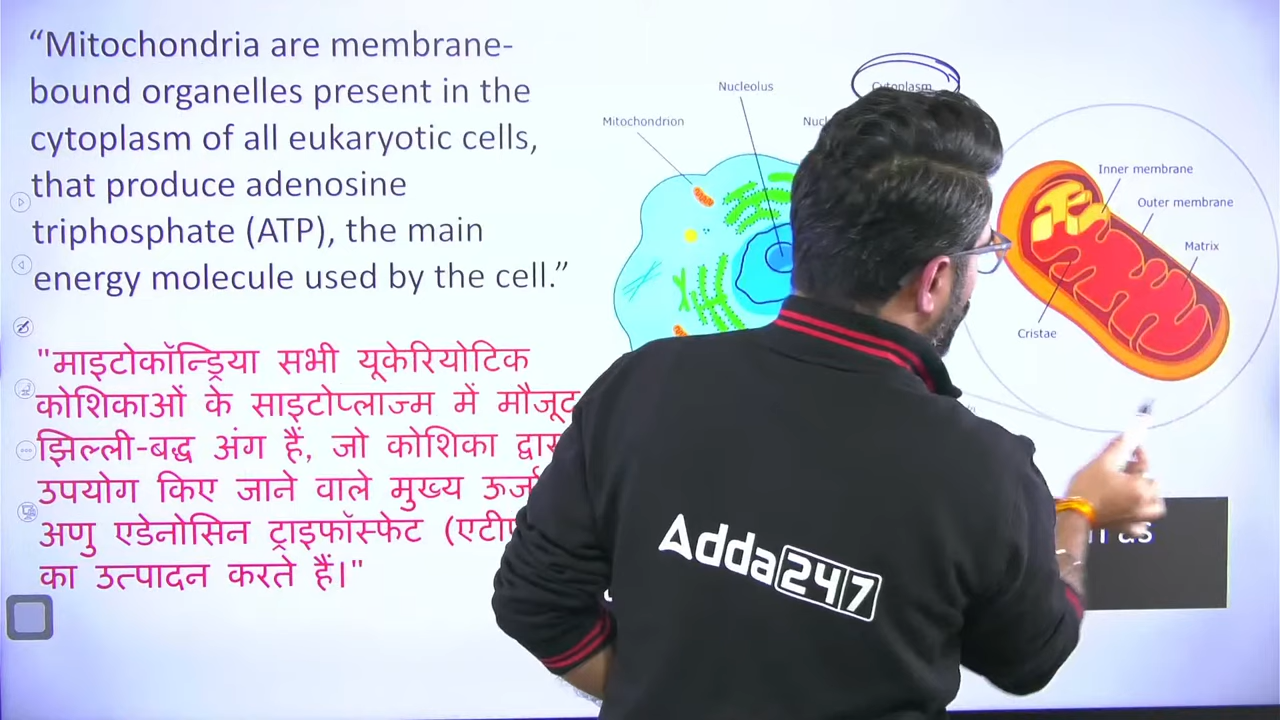 “Mitochondria are membrane-
bound organelles present in the
cytoplasm of all eukaryotic cells,
that produce adenosine
triphosphate (ATP), the main
energy molecule used by the cell.”
"माइटोकॉन्ड्रिया सभी यूकेरियोटिक
कोशिकाओं के साइटोप्लाज्म में मौजूद
झिल्ली-बद्ध अंग हैं, जो कोशिका
उपयोग किए जाने वाले मुख्य
अणु एडेनोसिन ट्राइफॉस्फेट
का उत्पादन करते हैं।"
Nucleolus
Cytoplasm
Mitochondrion
Inner membrane
Outer membrane
Matrix
Cristae
as
Adda247